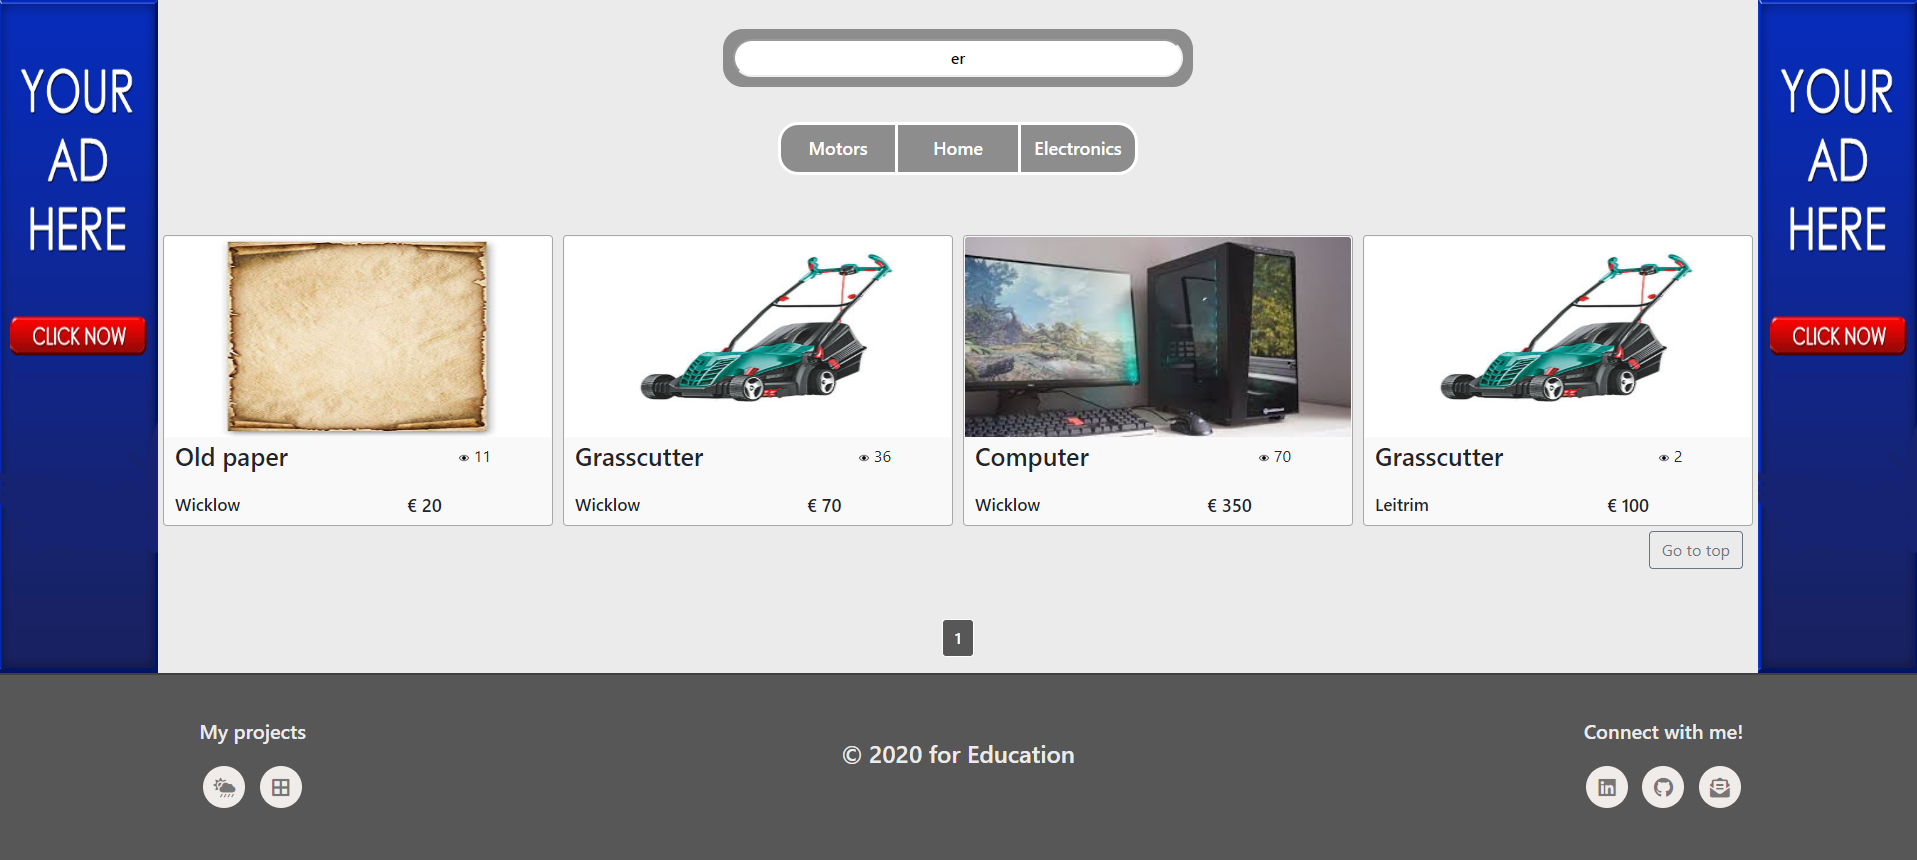 er
Motors Home Electronics
YOUR
AD
HERE
CLICK NOW
YOUR
AD
HERE
CLICK NOW
Old paper 11
Wicklow € 20
Grasscutter 36
Wicklow € 70
Computer 70
Wicklow € 350
Grasscutter 2
Leitrim € 100
Go to top
1
My projects
© 2020 for Education
Connect with me!
in